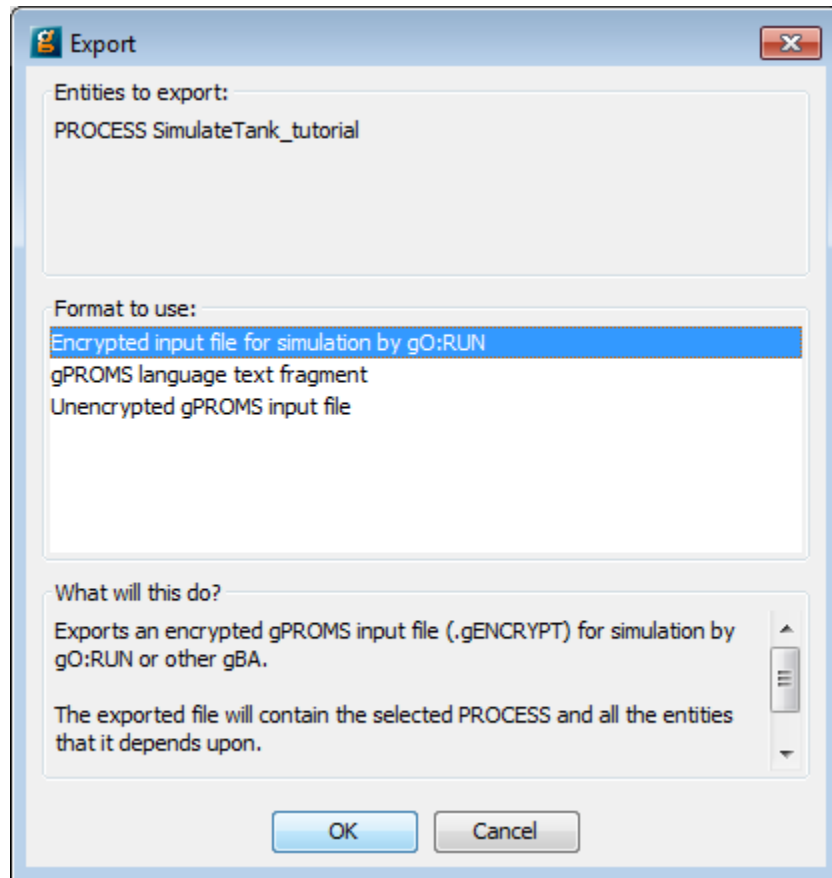 Export
Entities to export:
PROCESS SimulateTank_tutorial
Format to use:
Encrypted input file for simulation by gO:RUN
gPROMS language text fragment
Unencrypted gPROMS input file
What will this do?
Exports an encrypted gPROMS input file (.gENCRYPT) for simulation by
gO:RUN or other gBA.
The exported file will contain the selected PROCESS and all the entities
that it depends upon.
OK
Cancel